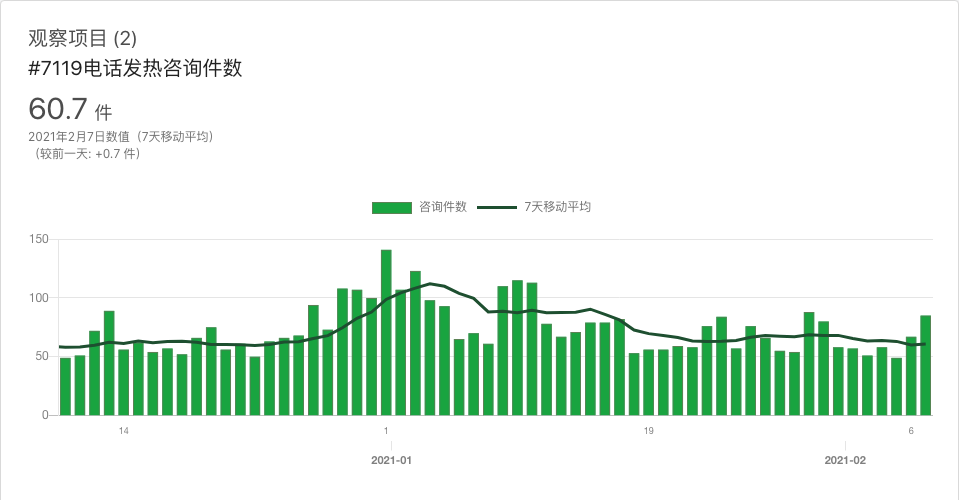 观察项目 (2)
#7119电话发热咨询件数
60.7 件
2021年2月7日数值（7天移动平均）
（较前一天: +0.7 件）
咨询件数 7天移动平均
150
100
50
0
14 1 19 6
2021-01 2021-02